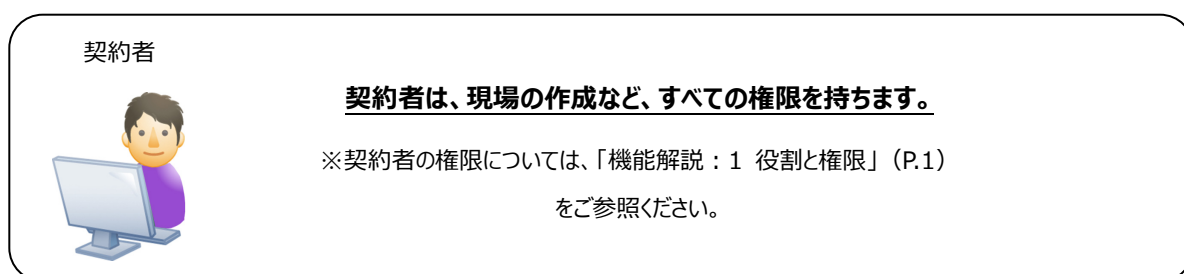 契約者
契約者は、現場の作成など、すべての権限を持ちます。
※契約者の権限については、「機能解説：1 役割と権限」（P.1）
をご参照ください。